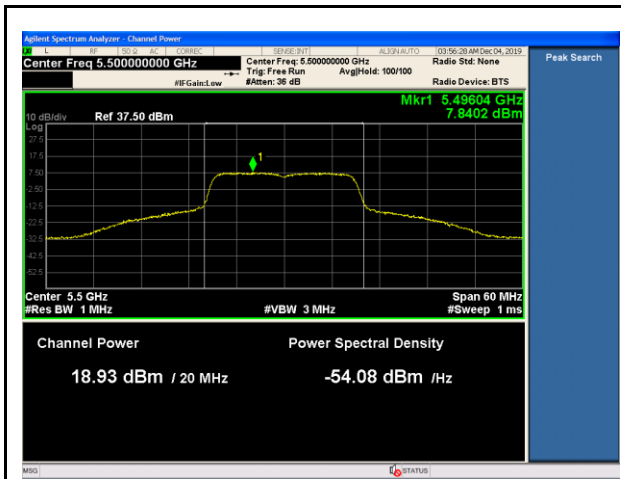 Agilent Spectrum Analyzer - Channel Power
L RF 50 Ω AC CORREC SENSE:INT ALIGN AUTO 03:56:28 AM Dec 04, 2019
Center Freq 5.500000000 GHz
Center Freq: 5.500000000 GHz
Radio Std: None
Trig: Free Run Avg|Hold: 100/100
#IFGain:Low
#Atten: 36 dB
Radio Device: BTS
Peak Search
Mkr1 5.49604 GHz
7.8402 dBm
10 dB/div Ref 37.50 dBm
Log
27.5
17.5
7.50
-2.50
-12.5
-22.5
-32.5
-42.5
-52.5
1
Center 5.5 GHz
Span 60 MHz
#Res BW 1 MHz
#VBW 3 MHz
#Sweep 1 ms
Channel Power
Power Spectral Density
18.93 dBm / 20 MHz
-54.08 dBm /Hz
MSG
STATUS